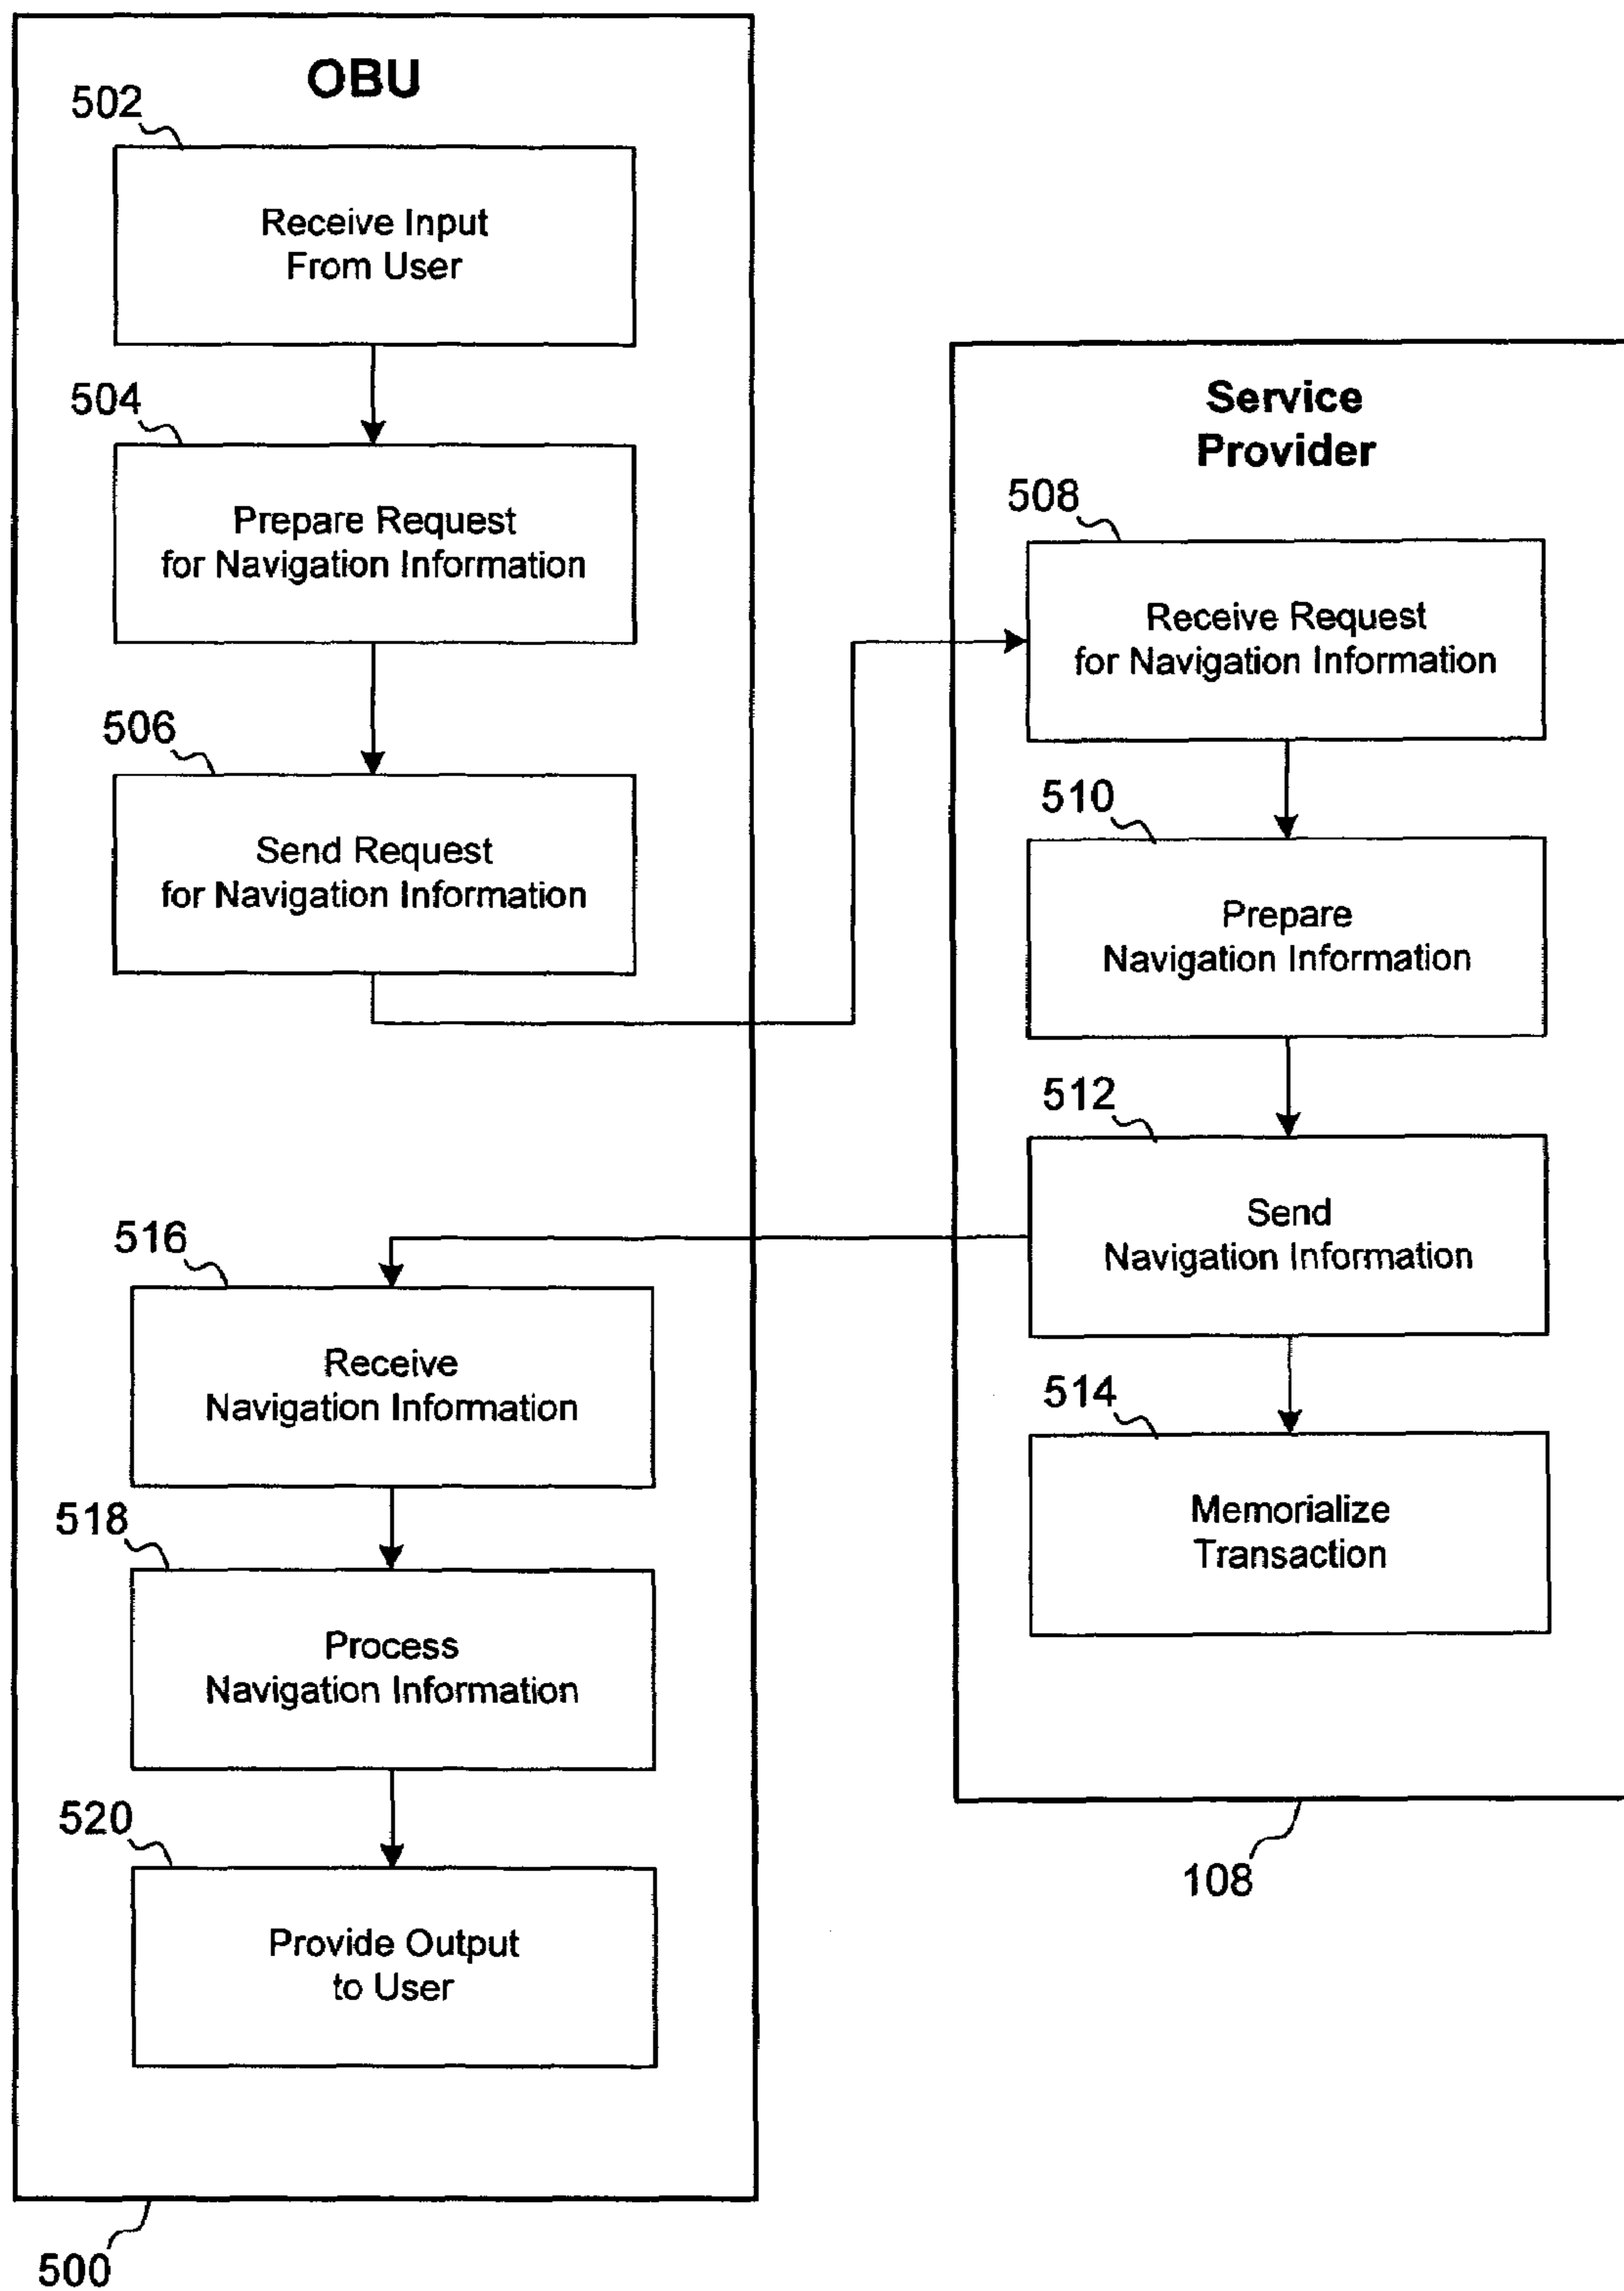 OBU
502
Receive Input
From User
504
Prepare Request
for Navigation Information
506
Send Request
for Navigation Information
Service
Provider
508
Receive Request
for Navigation Information
510
Prepare
Navigation Information
512
Send
Navigation Information
514
Memorialize
Transaction
108
516
Receive
Navigation Information
518
Process
Navigation Information
520
Provide Output
to User
500